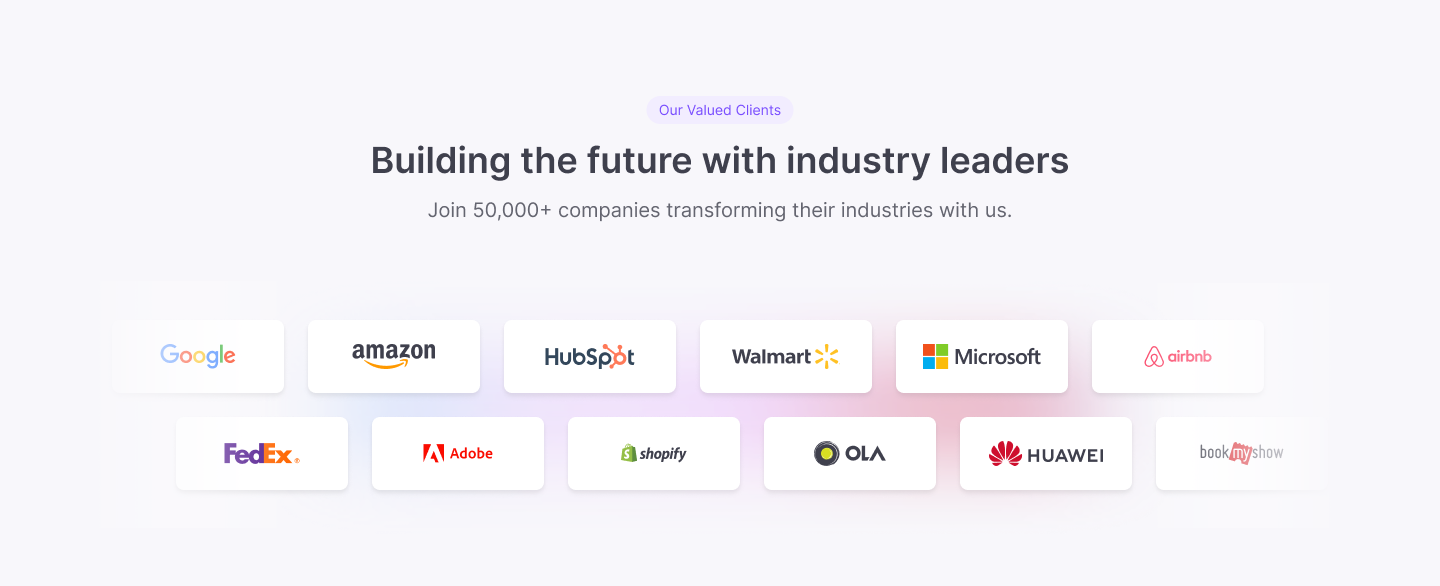 Our Valued Clients
Building the future with industry leaders
Join 50,000+ companies transforming their industries with us.
Google amazon HubSpot Walmart Microsoft airbnb
FedEx® Adobe shopify OLA HUAWEI bookmyshow